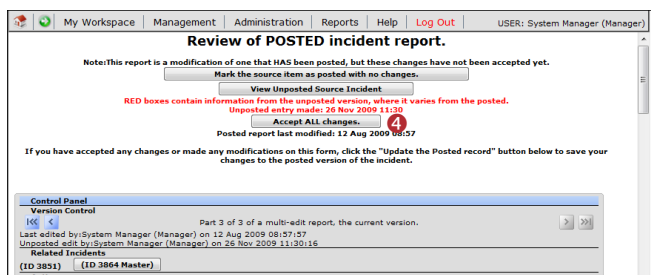 My Workspace | Management | Administration | Reports | Help | Log Out | USER: System Manager (Manager)
Review of POSTED incident report.
Note:This report is a modification of one that HAS been posted, but these changes have not been accepted yet.
Mark the source item as posted with no changes.
View Unposted Source Incident
RED boxes contain information from the unposted version, where it varies from the posted.
Unposted entry made: 26 Nov 2009 11:30
Accept ALL changes. 4
Posted report last modified: 12 Aug 2009 08:57
If you have accepted any changes or made any modifications on this form, click the "Update the Posted record" button below to save your
changes to the posted version of the incident.
Control Panel
Version Control
Part 3 of 3 of a multi-edit report, the current version.
Last edited by:System Manager (Manager) on 12 Aug 2009 08:57:57
Unposted edit by:System Manager (Manager) on 26 Nov 2009 11:30:16
Related Incidents
(ID 3851) (ID 3864 Master)